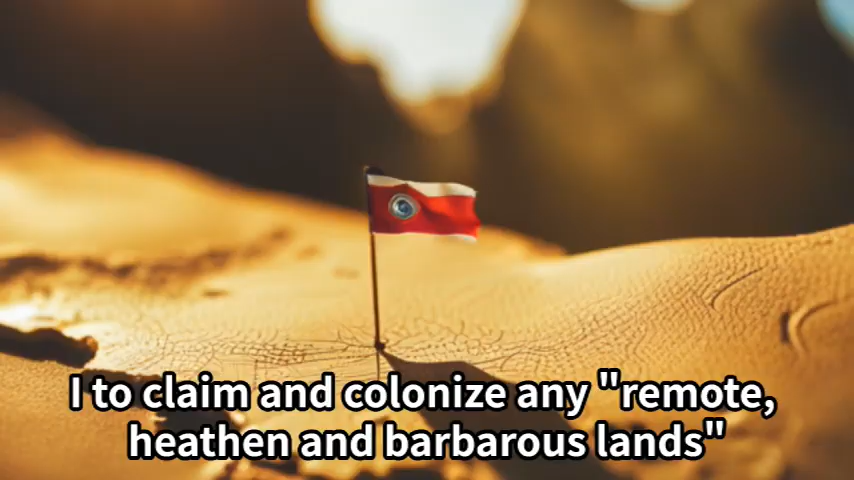 I to claim and colonize any "remote,
heathen and barbarous lands"